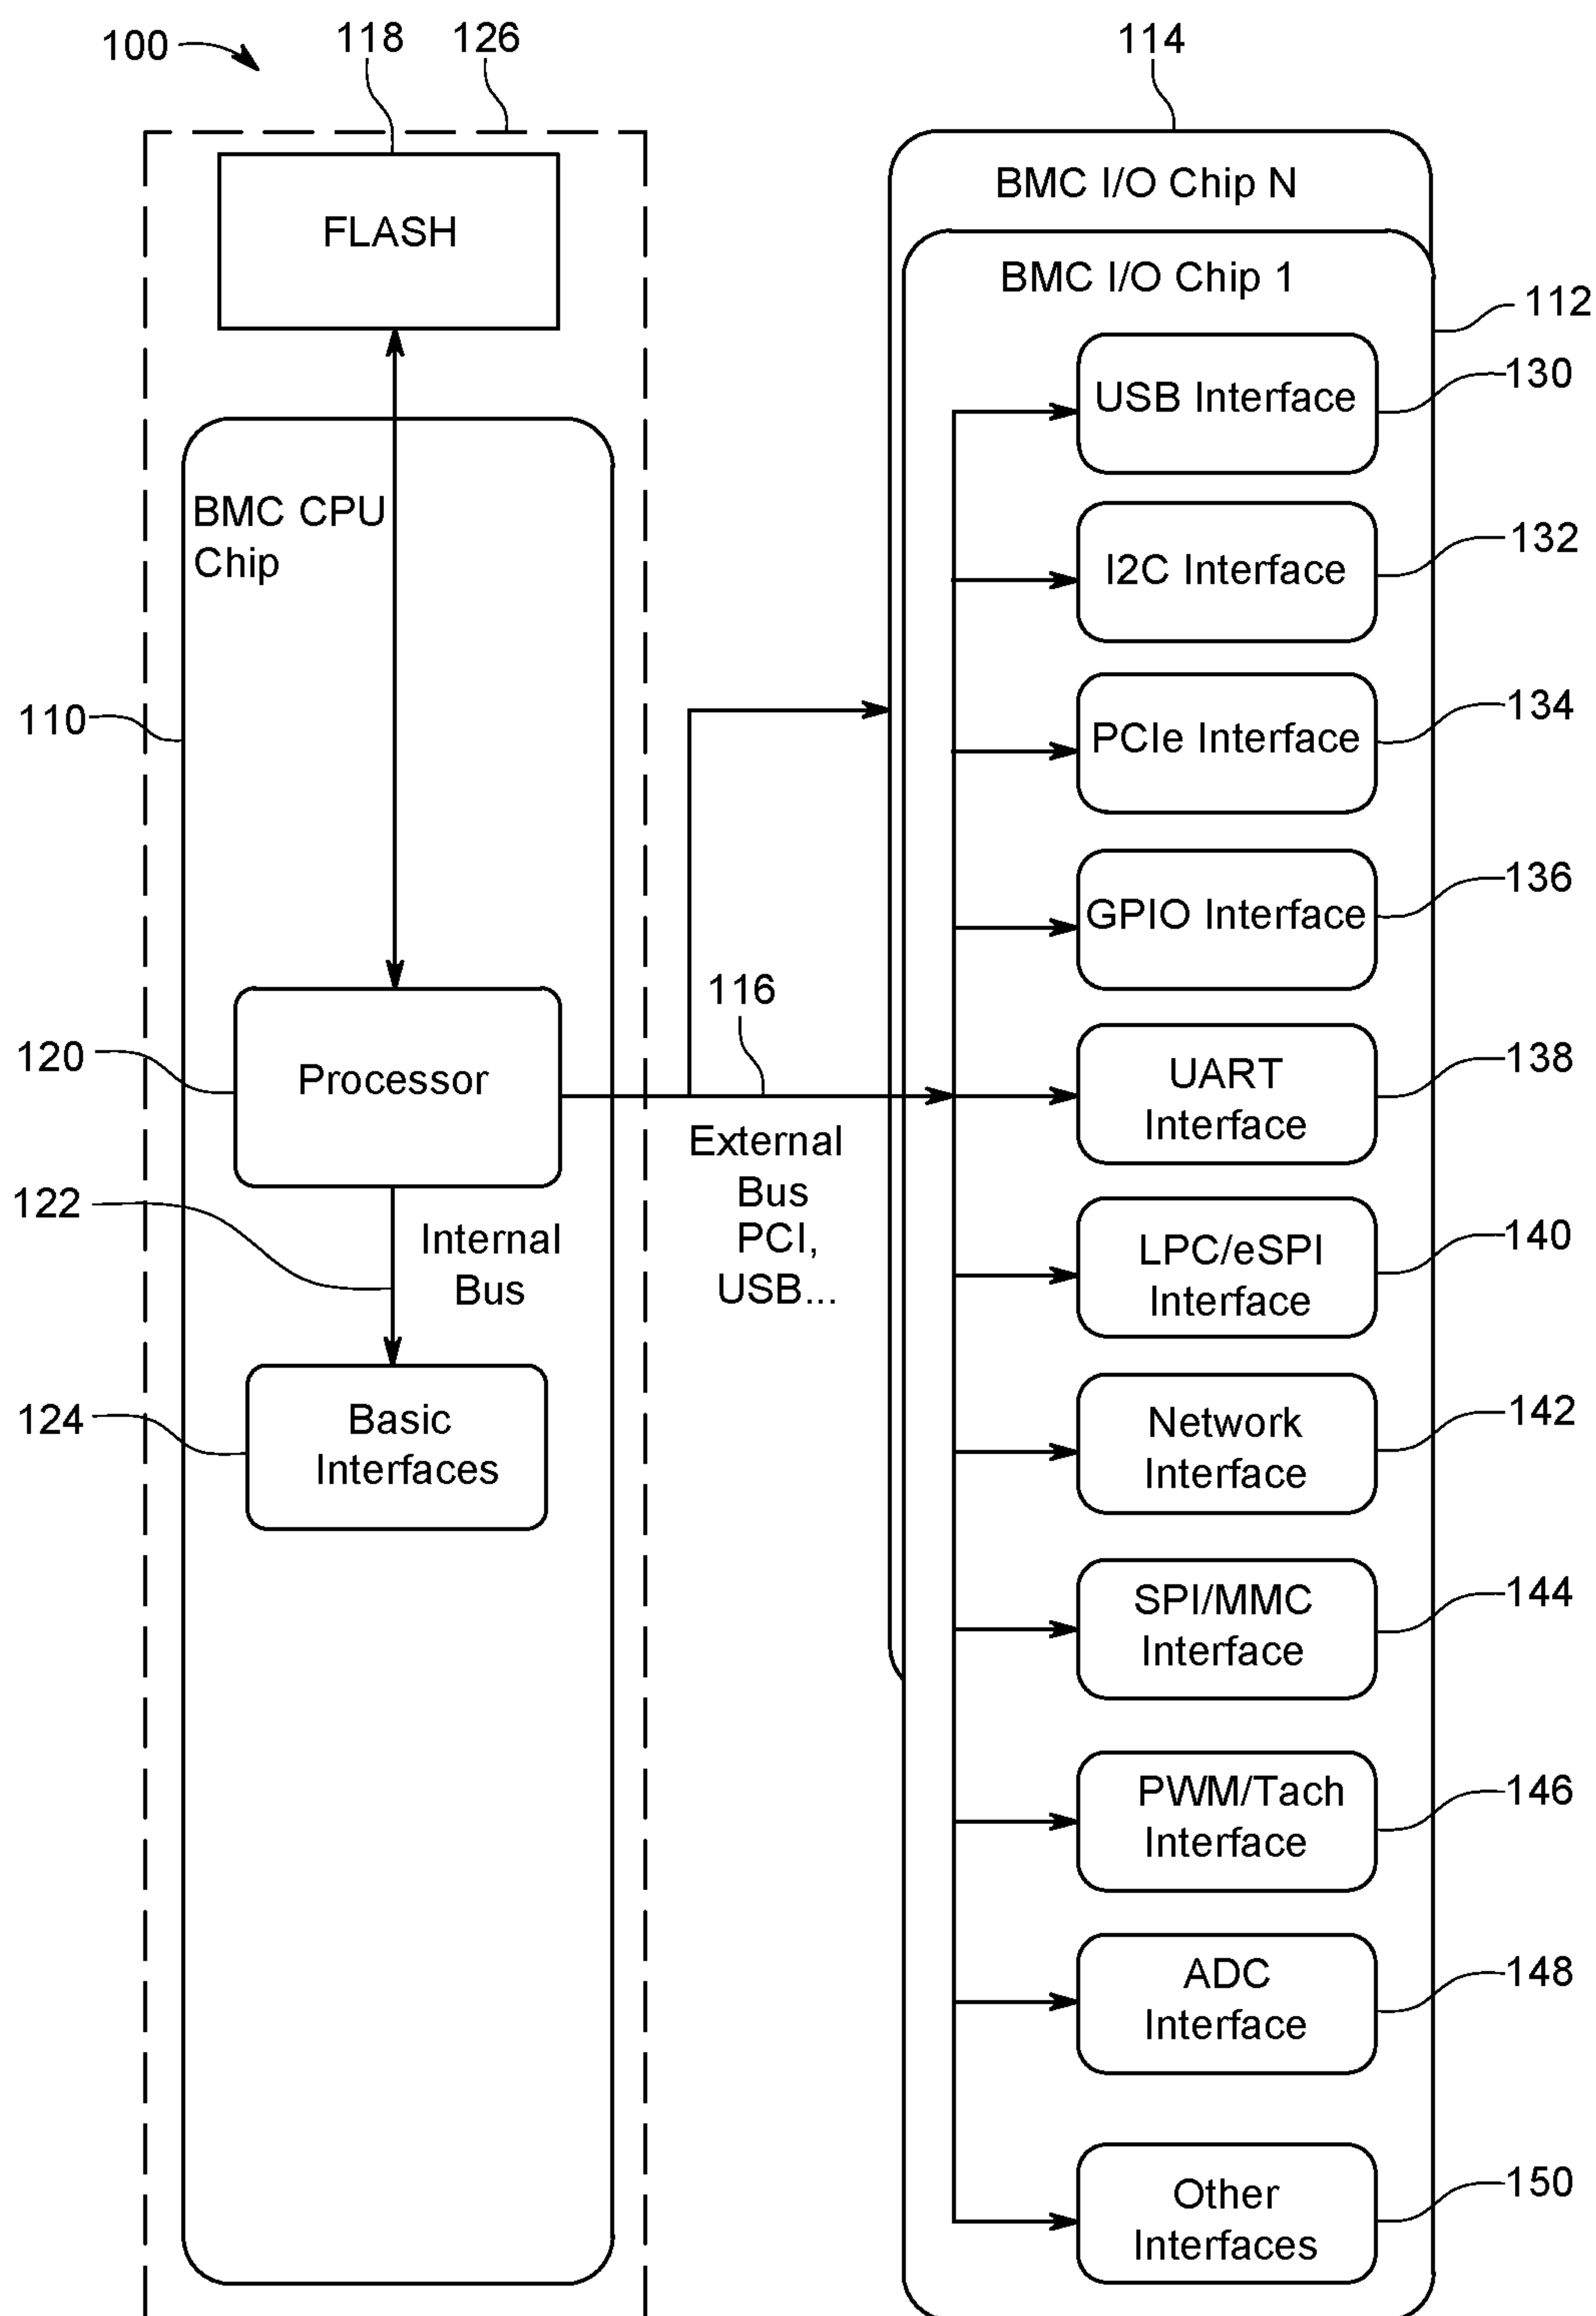 100
118
126
114
FLASH
BMC I/O Chip N
BMC I/O Chip 1
112
USB Interface
130
BMC CPU
Chip
I2C Interface
132
110
PCIe Interface
134
GPIO Interface
136
116
120
Processor
UART
Interface
138
External
Bus
PCI,
USB...
122
Internal
Bus
LPC/eSPI
Interface
140
124
Basic
Interfaces
Network
Interface
142
SPI/MMC
Interface
144
PWM/Tach
Interface
146
ADC
Interface
148
Other
Interfaces
150